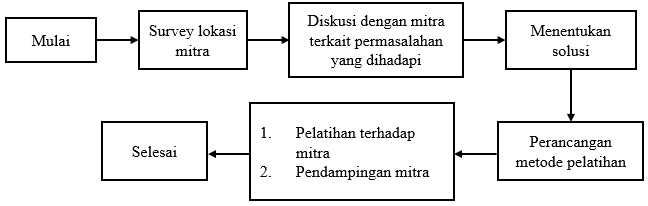 Mulai
Survey lokasi
mitra
Diskusi dengan mitra
terkait permasalahan
yang dihadapi
Menentukan
solusi
Perancangan
metode pelatihan
1. Pelatihan terhadap
mitra
2. Pendampingan mitra
Selesai